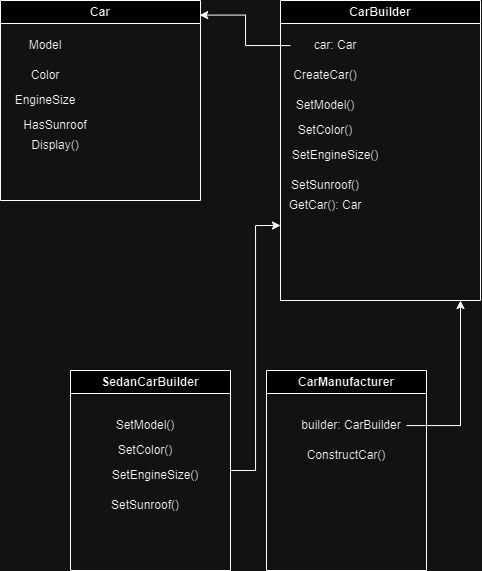 Car
Model
Color
EngineSize
HasSunroof
Display()
CarBuilder
car: Car
CreateCar()
SetModel()
SetColor()
SetEngineSize()
SetSunroof()
GetCar(): Car
SedanCarBuilder
SetModel()
SetColor()
SetEngineSize()
SetSunroof()
CarManufacturer
builder: CarBuilder
ConstructCar()